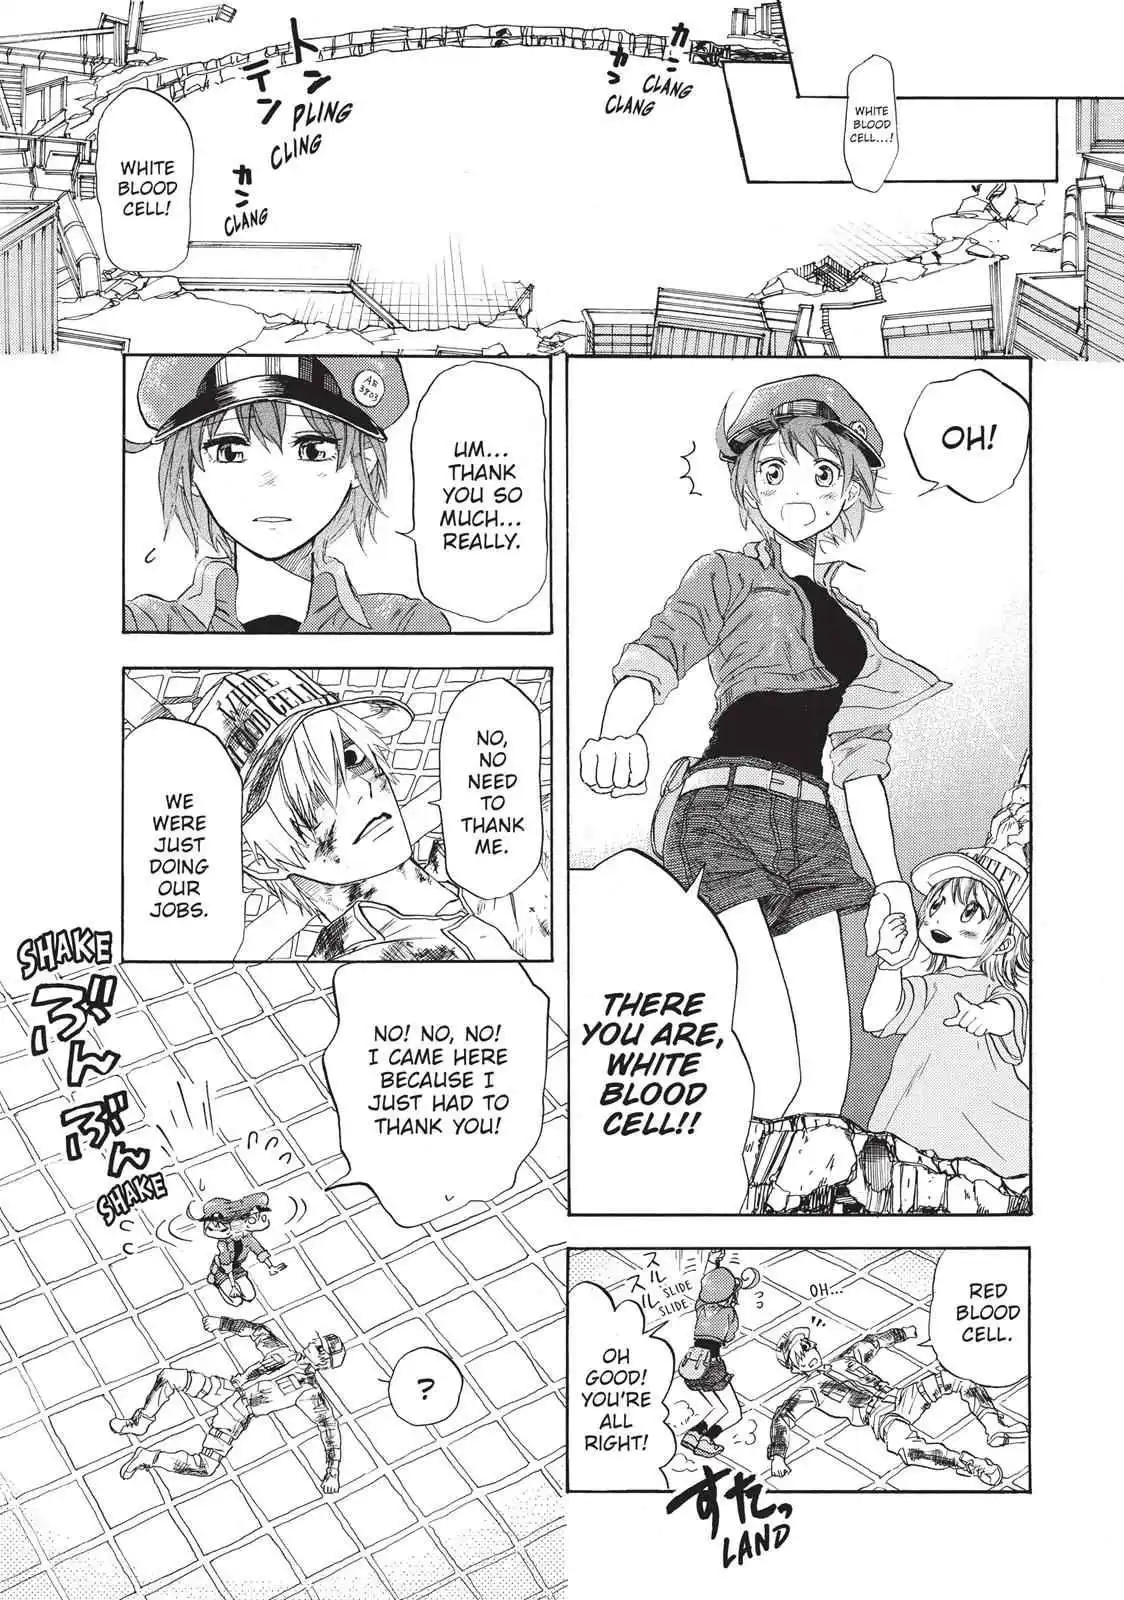 WHITE
BLOOD
CELL...!
カン
CLANG
カン
CLANG
トン
PLING
テン
CLING
カン
CLANG
WHITE
BLOOD
CELL!
OH!
THERE
YOU ARE,
WHITE
BLOOD
CELL!!
RED
BLOOD
CELL.
OH...
スル
スル
SLIDE
SLIDE
OH
GOOD!
YOU'RE
ALL
RIGHT!
すたっ
LAND
AE
3803
UM...
THANK
YOU SO
MUCH...
REALLY.
WHITE
BLOOD CELL
NO,
NO
NEED
TO
THANK
ME.
WE
WERE
JUST
DOING
OUR
JOBS.
NO! NO, NO!
I CAME HERE
BECAUSE I
JUST HAD TO
THANK YOU!
SHAKE
ぶん
ぶん
SHAKE
?